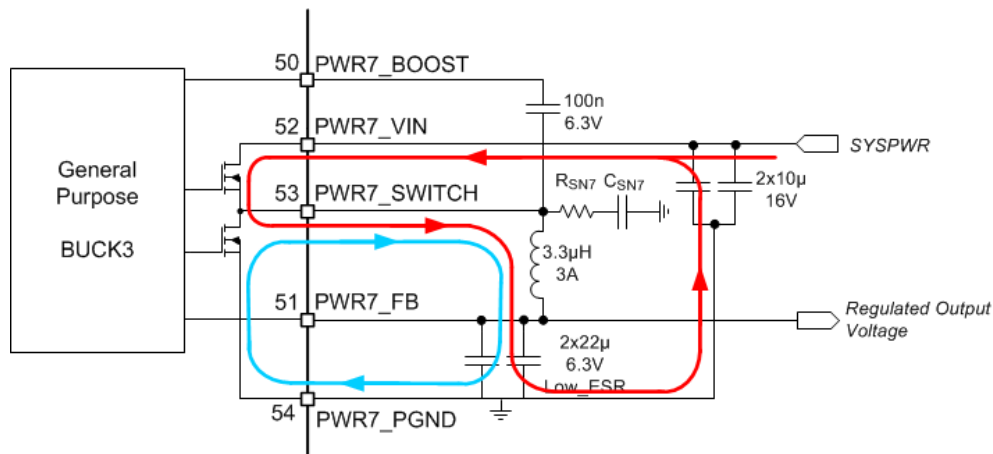 50
PWR7_BOOST
100n
6.3V
52
PWR7_VIN
SYSPWR
General
Purpose
BUCK3
53
PWR7_SWITCH
RSN7 CSN7
2x10µ
16V
3.3µH
3A
51
PWR7_FB
Regulated Output
Voltage
2x22µ
6.3V
Low_ESR
54
PWR7_PGND